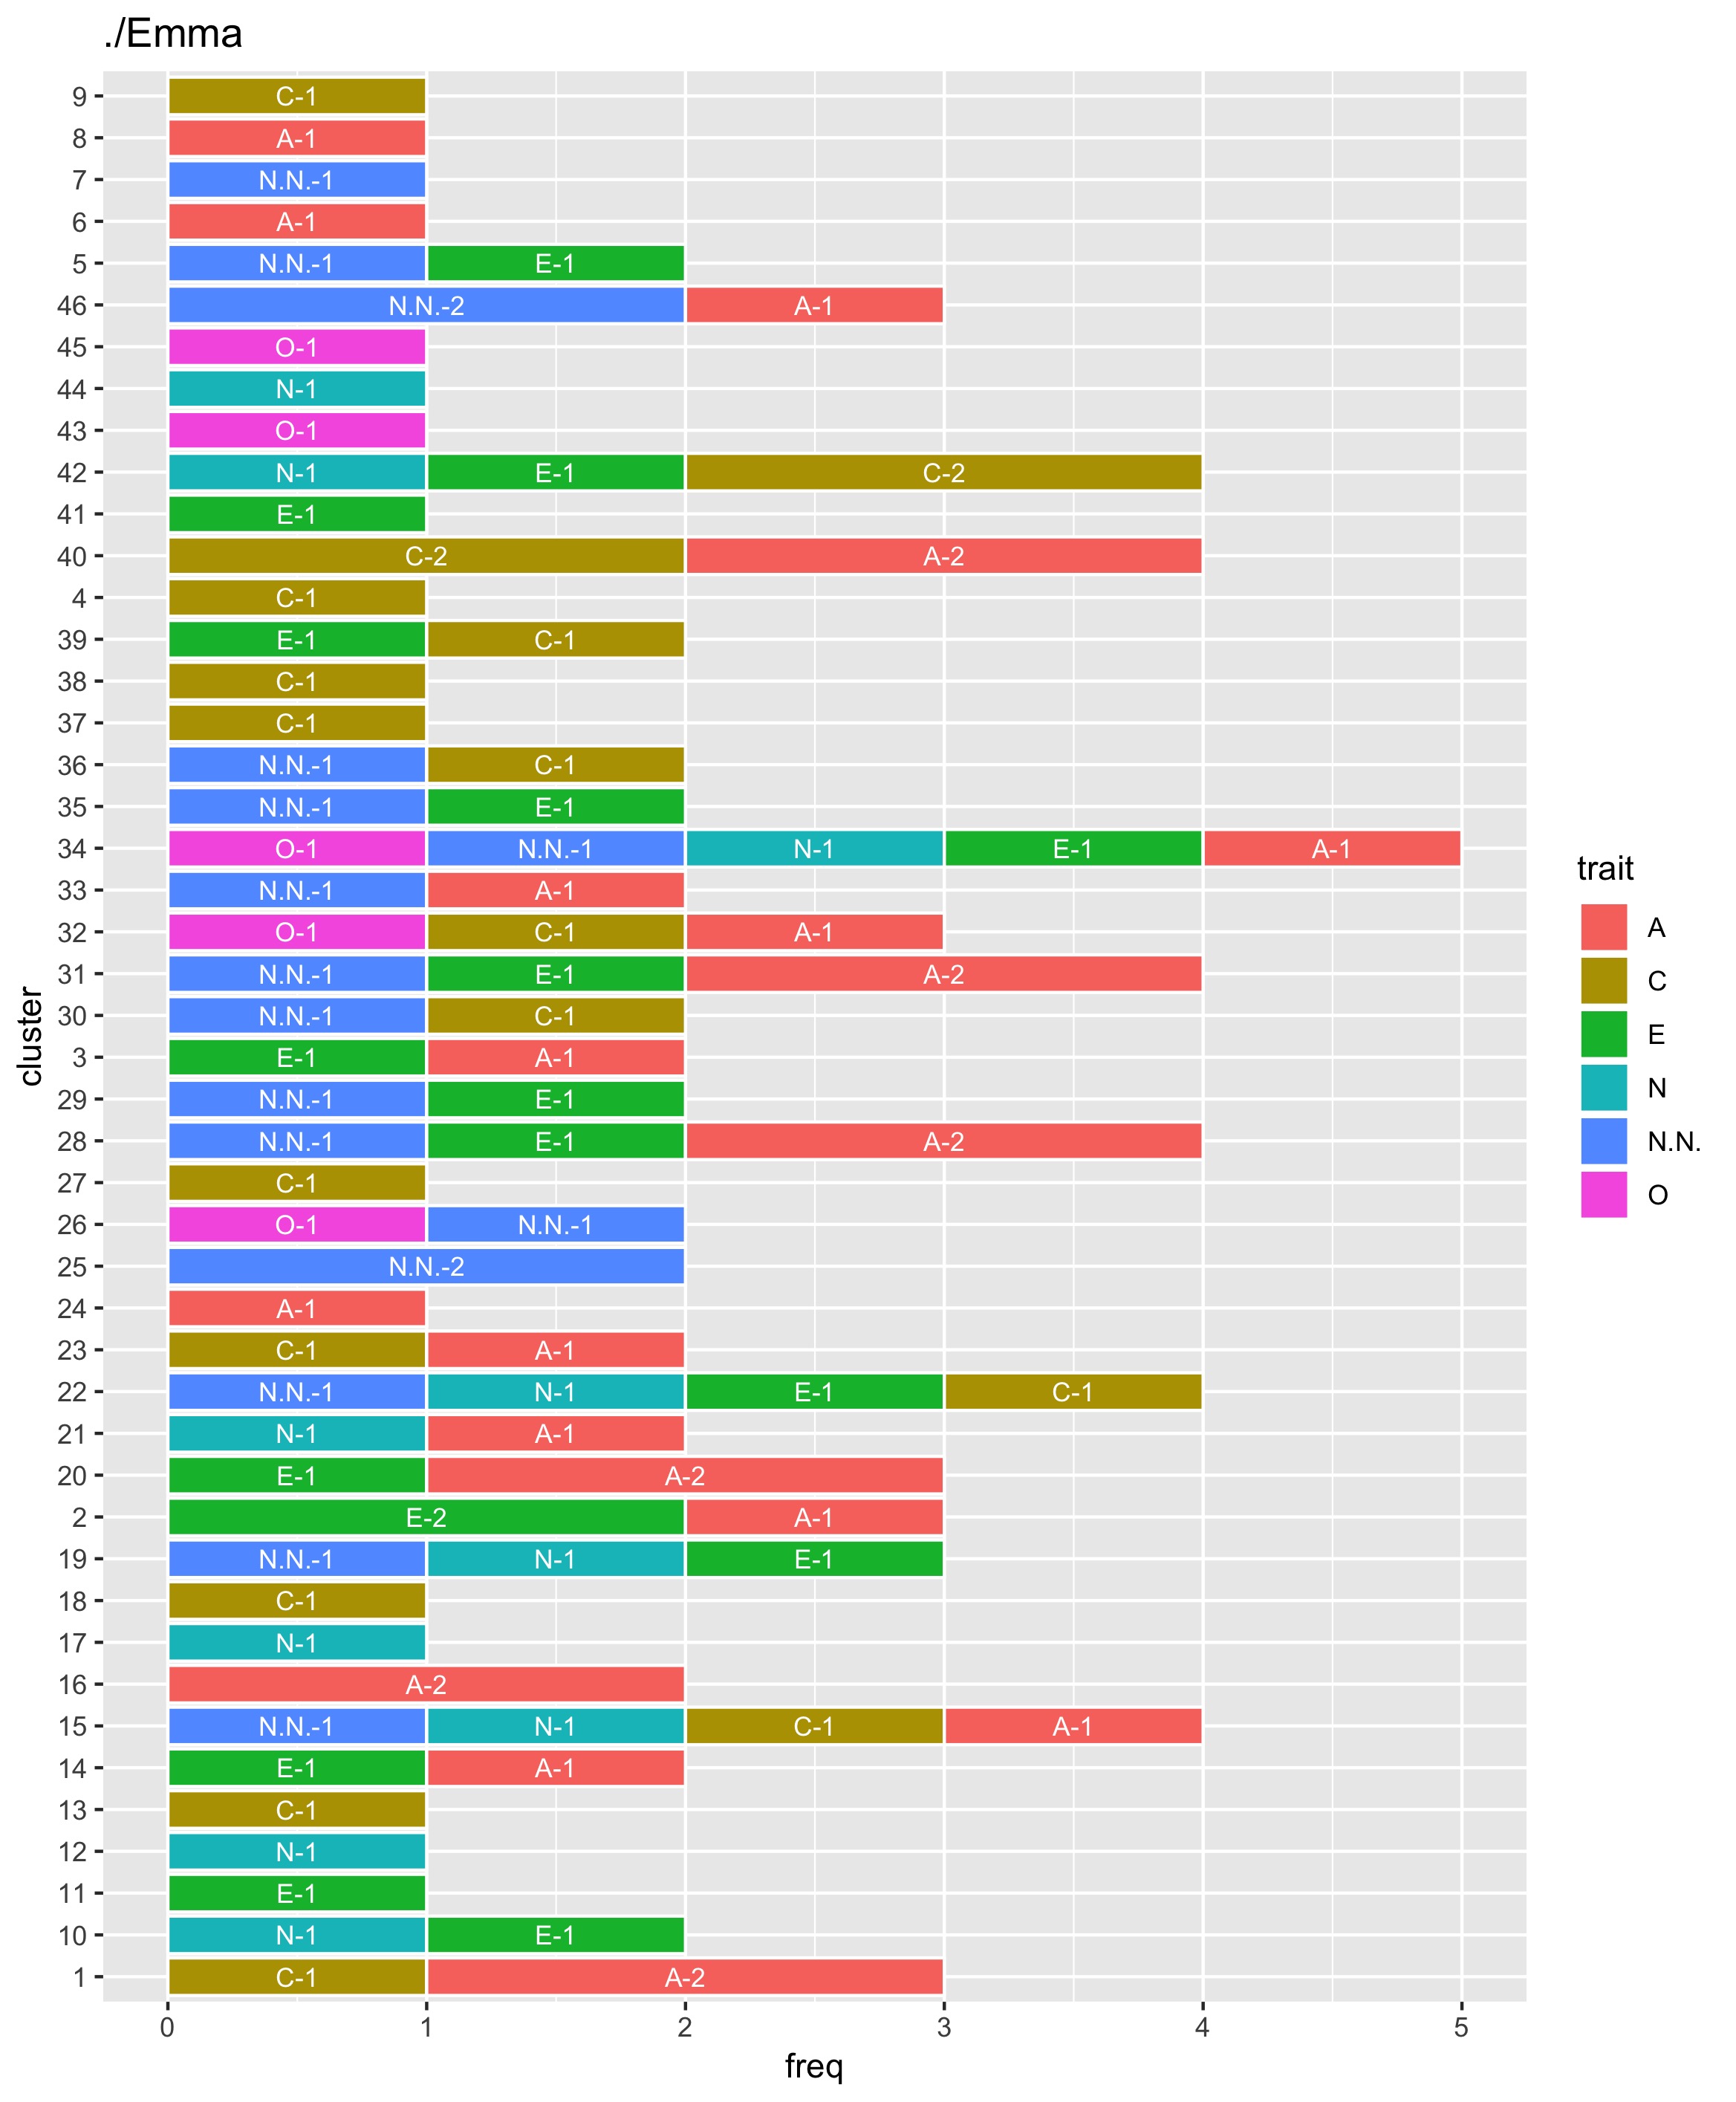 ./Emma
9 C-1
8 A-1
7 N.N.-1
6 A-1
5 N.N.-1 E-1
46 N.N.-2 A-1
45 O-1
44 N-1
43 O-1
42 N-1 E-1 C-2
41 E-1
40 C-2 A-2
4 C-1
39 E-1 C-1
38 C-1
37 C-1
36 N.N.-1 C-1
35 N.N.-1 E-1
34 O-1 N.N.-1 N-1 E-1 A-1
33 N.N.-1 A-1
32 O-1 C-1 A-1
31 N.N.-1 E-1 A-2
30 N.N.-1 C-1
3 E-1 A-1
29 N.N.-1 E-1
28 N.N.-1 E-1 A-2
27 C-1
26 O-1 N.N.-1
25 N.N.-2
24 A-1
23 C-1 A-1
22 N.N.-1 N-1 E-1 C-1
21 N-1 A-1
20 E-1 A-2
2 E-2 A-1
19 N.N.-1 N-1 E-1
18 C-1
17 N-1
16 A-2
15 N.N.-1 N-1 C-1 A-1
14 E-1 A-1
13 C-1
12 N-1
11 E-1
10 N-1 E-1
1 C-1 A-2
0 1 2 3 4 5
freq
cluster
trait
A
C
E
N
N.N.
O